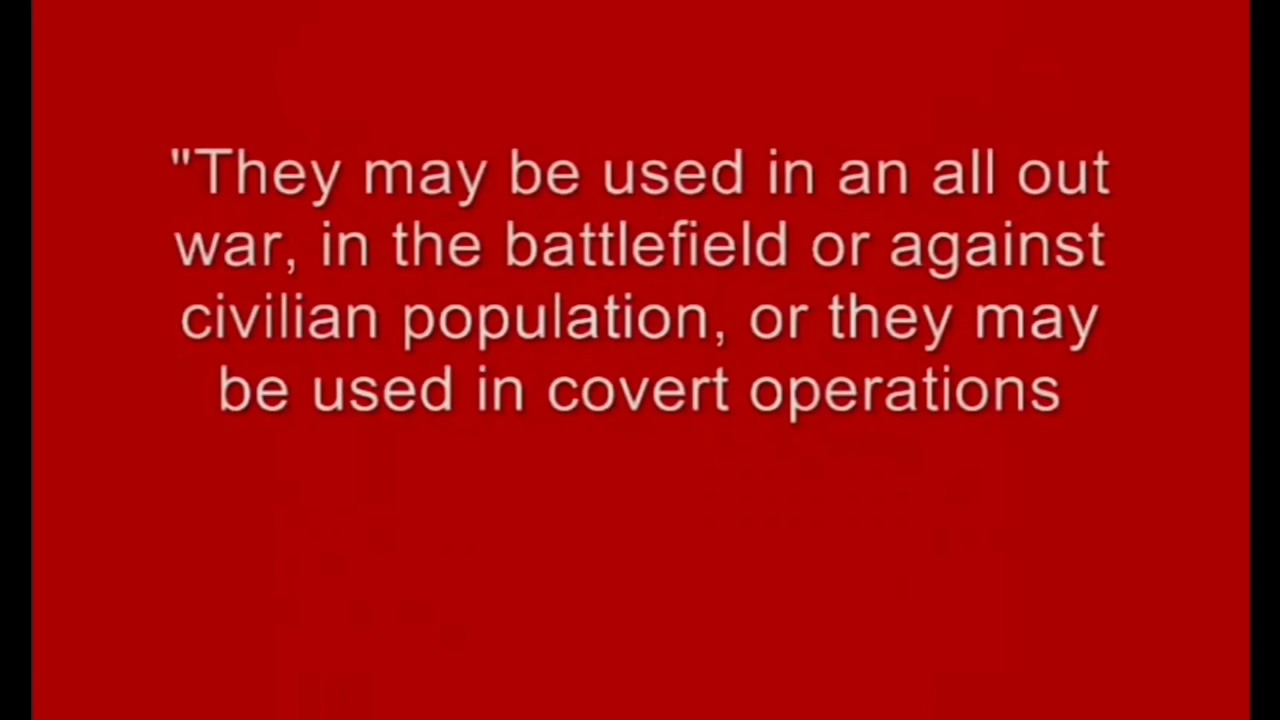 "They may be used in an all out
war, in the battlefield or against
civilian population, or they may
be used in covert operations